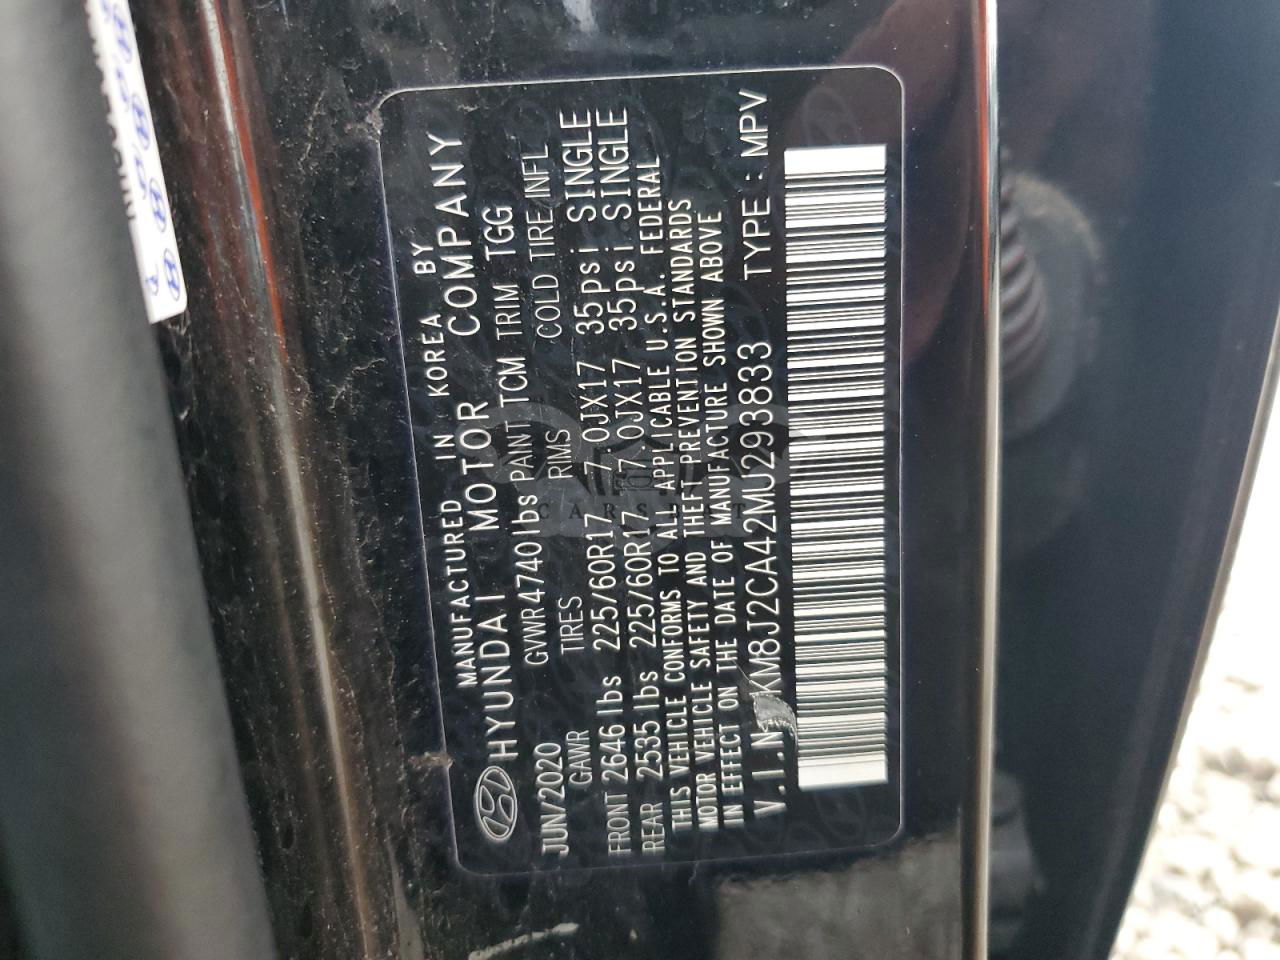 MANUFACTURED IN KOREA BY
HYUNDAI MOTOR COMPANY
JUN/2020 GVWR 4740 lbs PAINT TCM TRIM TGG
GAWR TIRES RIMS COLD TIRE INFL
FRONT 2646 lbs 225/60R17 7.0JX17 35psi SINGLE
REAR 2535 lbs 225/60R17 7.0JX17 35psi SINGLE
THIS VEHICLE CONFORMS TO ALL APPLICABLE U.S.A. FEDERAL
MOTOR VEHICLE SAFETY AND THEFT PREVENTION STANDARDS
IN EFFECT ON THE DATE OF MANUFACTURE SHOWN ABOVE
V.I.N KM8J2CA42MU293833 TYPE : MPV